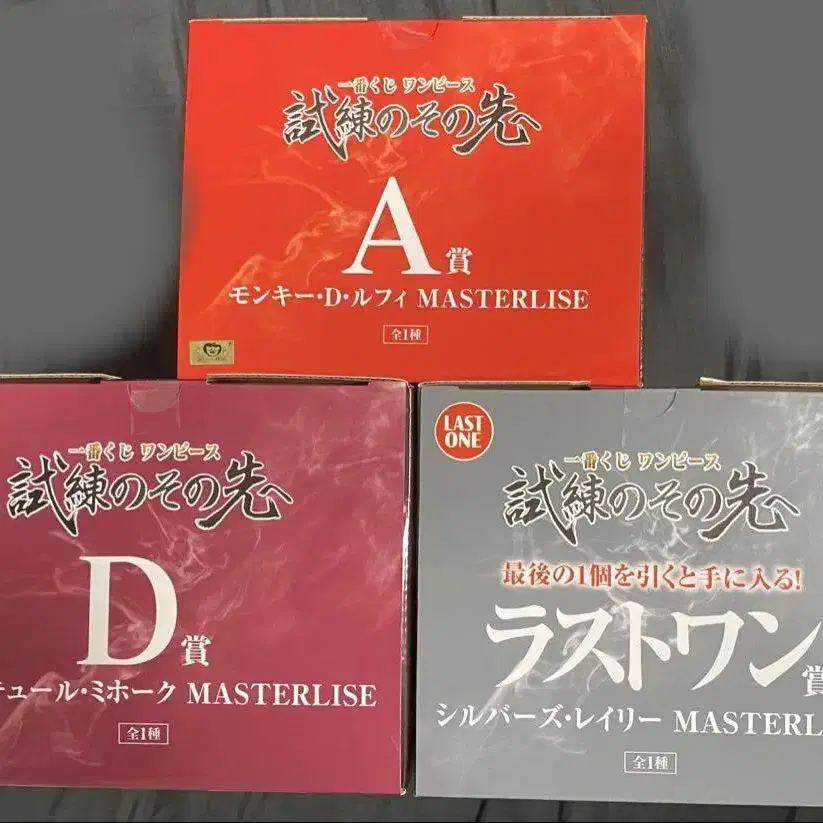 一番くじ ワンピース
試練のその先へ
A賞
モンキー・D・ルフィ MASTERLISE
全1種
一番くじ ワンピース
試練のその先へ
D賞
ュール・ミホーク MASTERLISE
全1種
LAST
ONE
一番くじ ワンピース
試練のその先へ
最後の1個を引くと手に入る!
ラストワン賞
シルバーズ・レイリー MASTERL
全1種